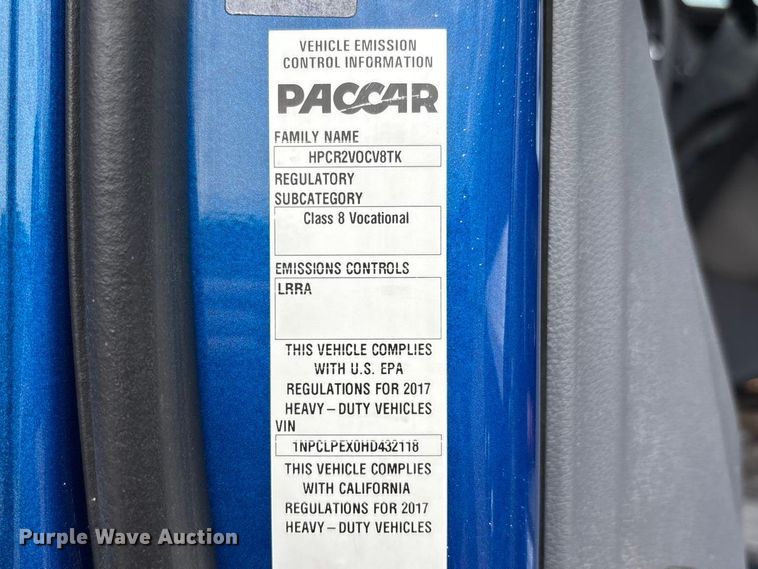 VEHICLE EMISSION
CONTROL INFORMATION
PACCAR
FAMILY NAME
HPCR2VOCV8TK
REGULATORY
SUBCATEGORY
Class 8 Vocational
EMISSIONS CONTROLS
LRRA
THIS VEHICLE COMPLIES
WITH U.S. EPA
REGULATIONS FOR 2017
HEAVY – DUTY VEHICLES
VIN
1NPCLPEX0HD432118
THIS VEHICLE COMPLIES
WITH CALIFORNIA
REGULATIONS FOR 2017
HEAVY – DUTY VEHICLES
Purple Wave Auction